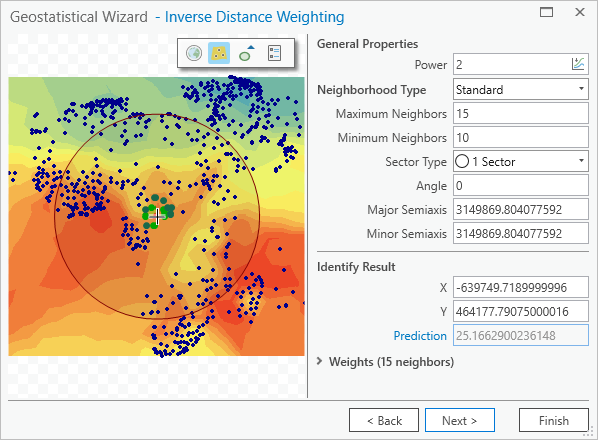 Geostatistical Wizard - Inverse Distance Weighting
General Properties
Power 2
Neighborhood Type Standard
Maximum Neighbors 15
Minimum Neighbors 10
Sector Type 1 Sector
Angle 0
Major Semiaxis 3149869.804077592
Minor Semiaxis 3149869.804077592
Identify Result
X -639749.7189999996
Y 464177.79075000016
Prediction 25.1662900236148
Weights (15 neighbors)
< Back Next > Finish